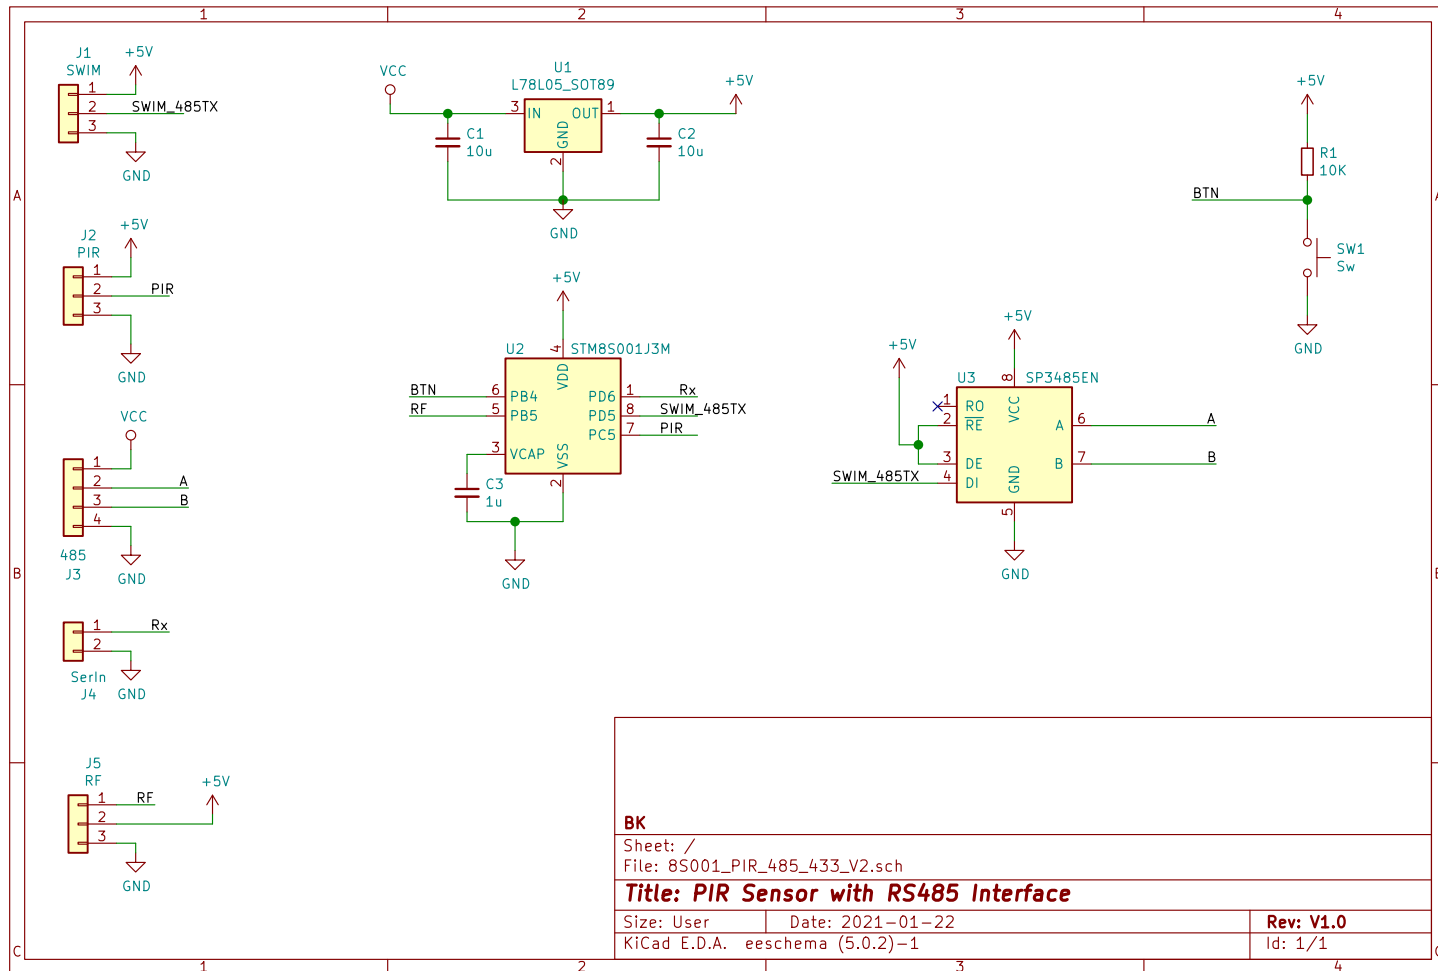 1
2
3
4
A
B
C
A
B
C
1
2
3
4
J1
SWIM
+5V
1
2
3
SWIM_485TX
GND
J2
PIR
+5V
1
2
3
PIR
GND
VCC
1
2
3
4
A
B
485
J3
GND
1
2
Rx
SerIn
J4
GND
J5
RF
1
2
3
RF
+5V
GND
VCC
U1
L78L05_SOT89
3
IN
OUT
1
GND
2
+5V
C1
10u
C2
10u
GND
+5V
U2
STM8S001J3M
4
VDD
BTN
6
PB4
RF
5
PB5
3
VCAP
VSS
2
PD6
1
Rx
PD5
8
SWIM_485TX
PC5
7
PIR
C3
1u
GND
+5V
+5V
U3
SP3485EN
8
VCC
1
RO
2
RE
3
DE
SWIM_485TX
4
DI
GND
5
A
6
A
B
7
B
GND
+5V
R1
10K
BTN
SW1
Sw
GND
BK
Sheet: /
File: 8S001_PIR_485_433_V2.sch
Title: PIR Sensor with RS485 Interface
Size: User
Date: 2021-01-22
Rev: V1.0
KiCad E.D.A. eeschema (5.0.2)-1
Id: 1/1